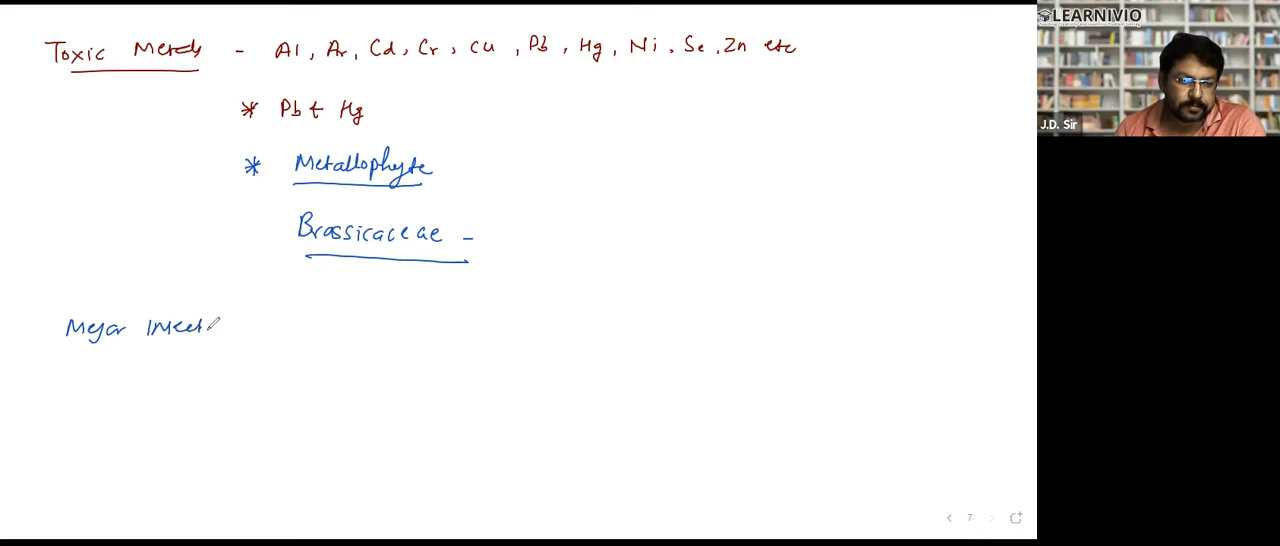 Toxic Metals - Al, Ar, Cd, Cr, Cu, Pb, Hg, Ni, Se, Zn etc
* Pb & Hg
* Metallophyte
Brassicaceae -
Major Insect
LEARNIVIO
J.D. Sir
7